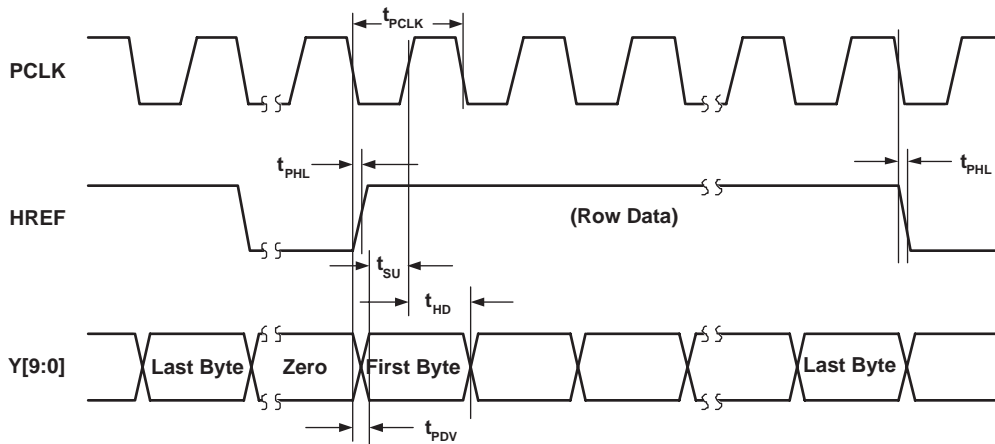 t_PCLK
PCLK
t_PHL
t_PHL
HREF
(Row Data)
t_SU
t_HD
Y[9:0]
Last Byte
Zero
First Byte
Last Byte
t_PDV